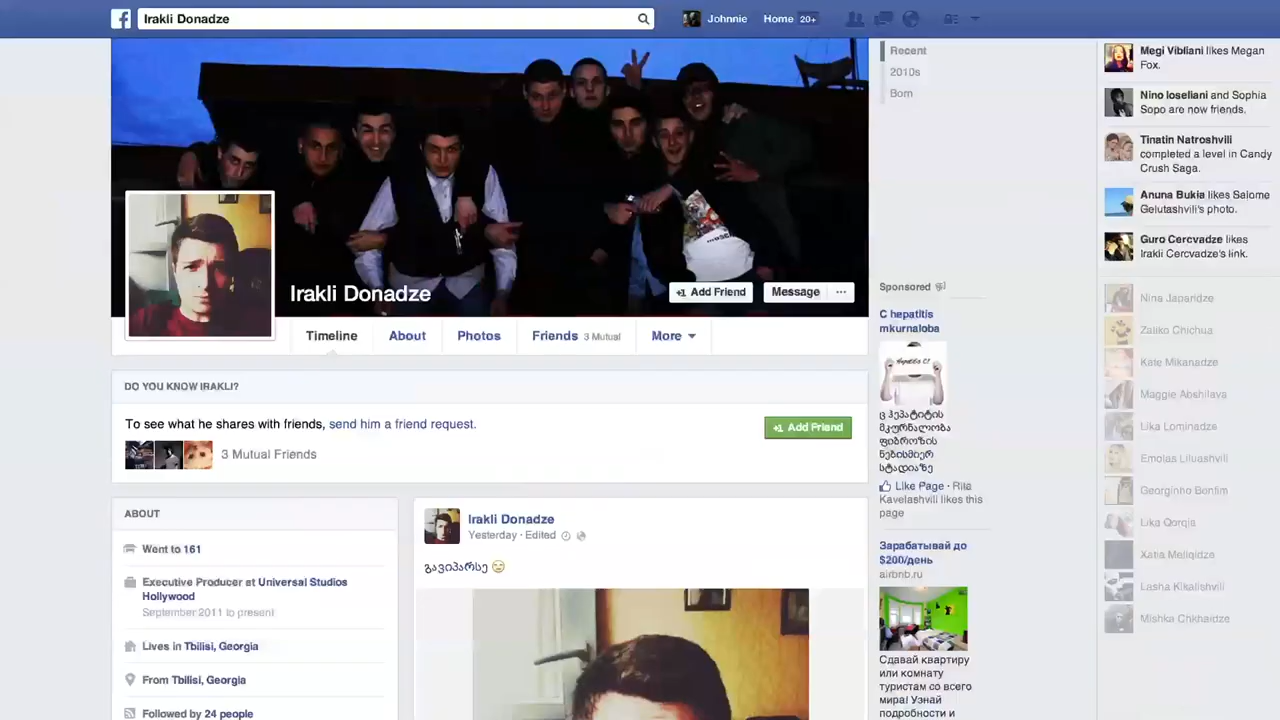 Irakli Donadze
Johnnie
Home 20+
Recent
2010s
Born
Irakli Donadze
+1 Add Friend
Message ...
Timeline
About
Photos
Friends 3 Mutual
More
DO YOU KNOW IRAKLI?
To see what he shares with friends, send him a friend request.
+1 Add Friend
3 Mutual Friends
ABOUT
Went to 161
Executive Producer at Universal Studios
Hollywood
September 2011 to present
Lives in Tbilisi, Georgia
From Tbilisi, Georgia
Followed by 24 people
Irakli Donadze
Yesterday · Edited
გავიპარსე
Sponsored
C hepatitis
mkurnaloba
Hepatitis C!
ც ჰეპატიტის
მკურნალობა
ფიბროზის
ნებისმიერ
სტადიაზე
Like Page · Rita
Kavelashvili likes this
page
Зарабатывай до
$200/день
airbnb.ru
Сдавай квартиру
или комнату
туристам со всего
мира! Узнай
подробности и
Megi Vibliani likes Megan
Fox.
Nino Ioseliani and Sophia
Sopo are now friends.
Tinatin Natroshvili
completed a level in Candy
Crush Saga.
Anuna Bukia likes Salome
Gelutashvili's photo.
Guro Cercvadze likes
Irakli Cercvadze's link.
Nina Japaridze
Zaliko Chichua
Kate Mikanadze
Maggie Abshilava
Lika Lominadze
Emolas Liluashvili
Georginho Bonfim
Lika Qorqia
Xatia Meliqidze
Lasha Kikalishvili
Mishka Chkhaidze